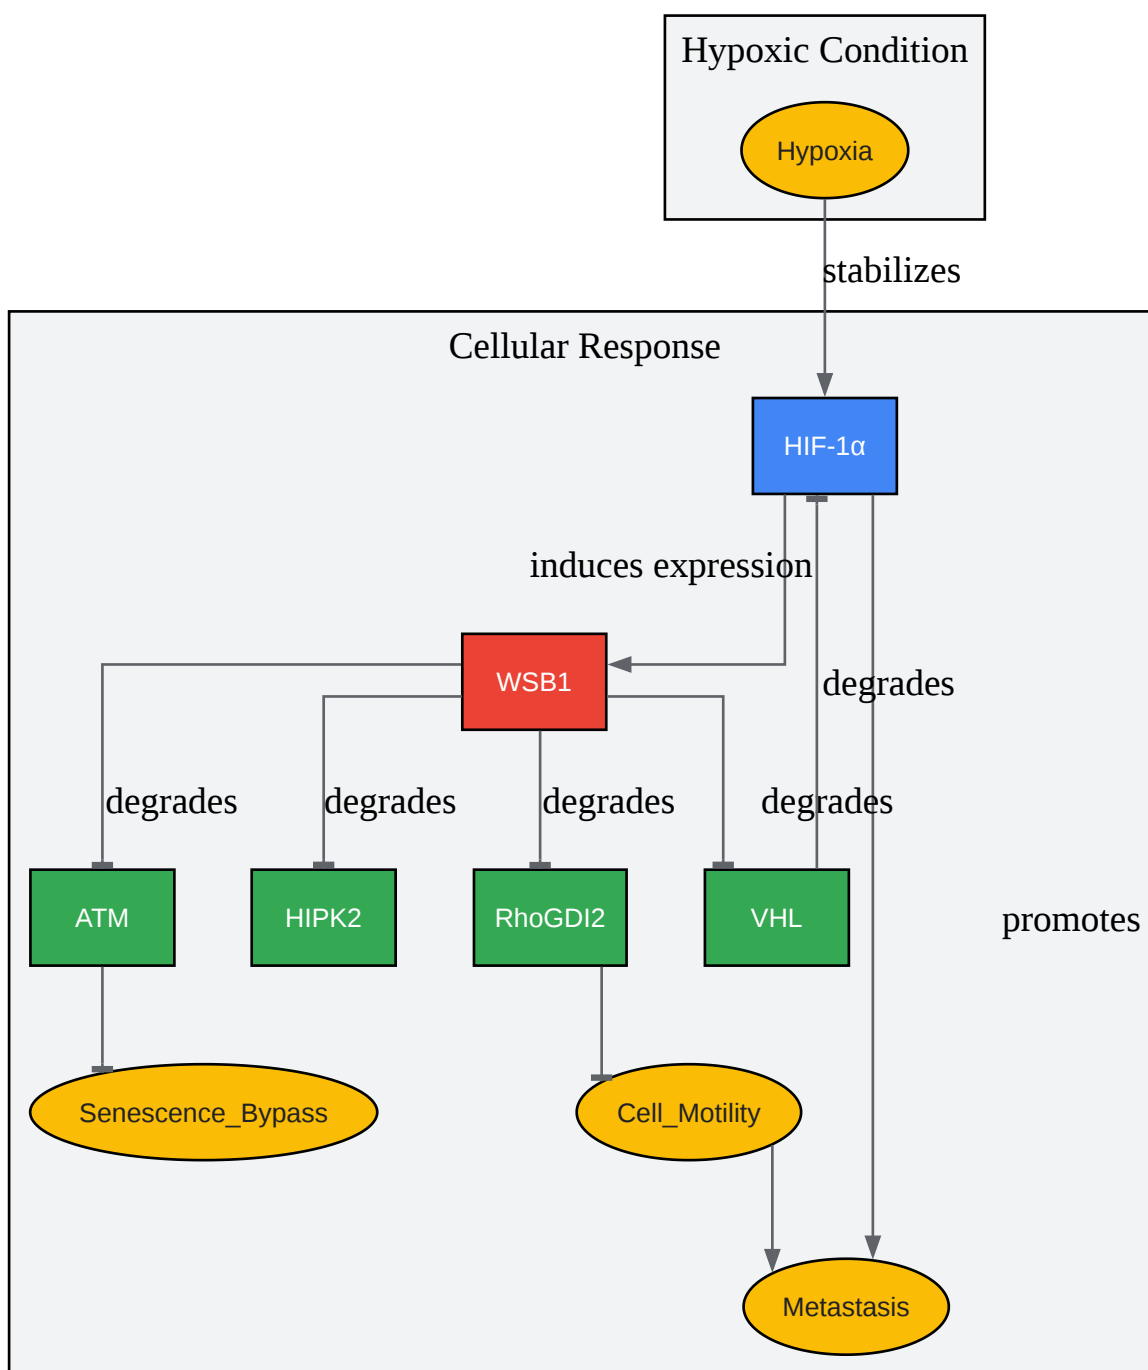 Hypoxic Condition
Hypoxia
stabilizes
Cellular Response
HIF-1α
induces expression
WSB1
degrades
degrades
degrades
degrades
degrades
ATM
HIPK2
RhoGDI2
VHL
promotes
Senescence_Bypass
Cell_Motility
Metastasis